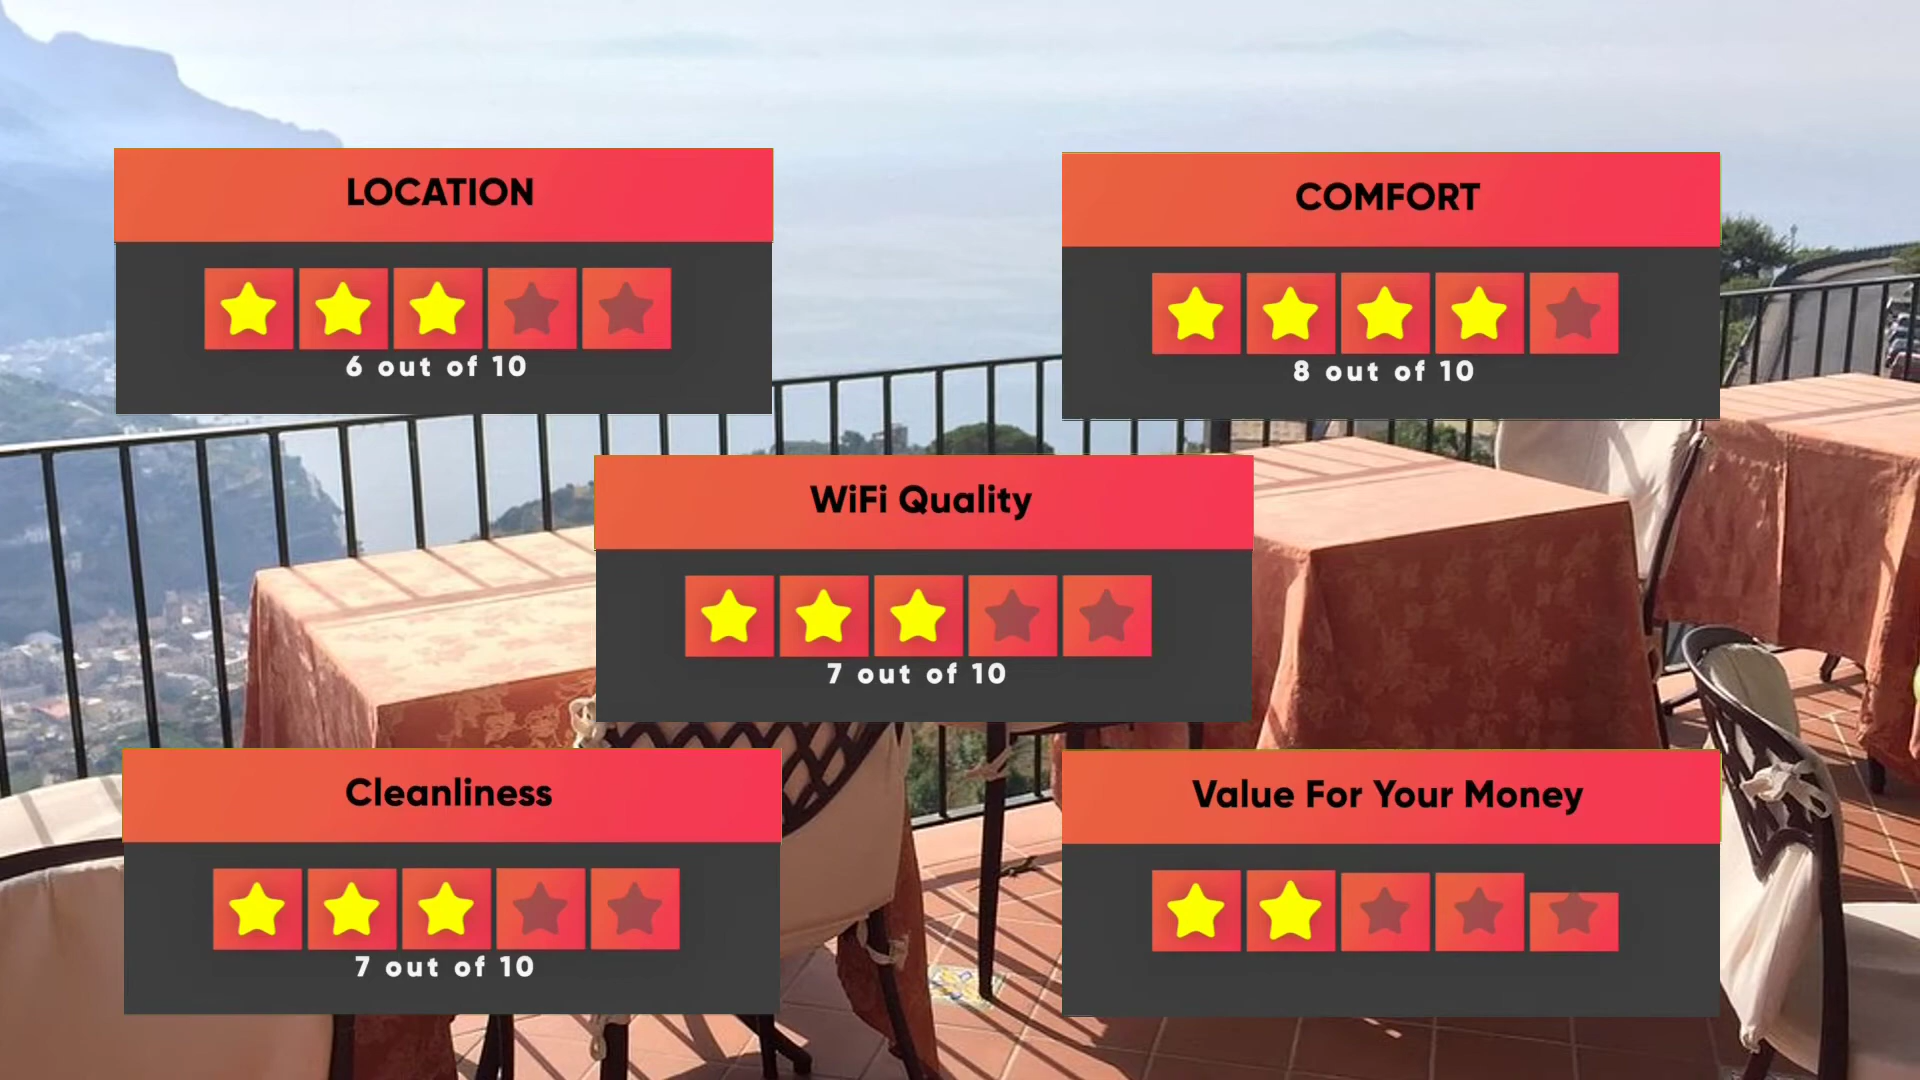 LOCATION
6 out of 10
COMFORT
8 out of 10
WiFi Quality
7 out of 10
Cleanliness
7 out of 10
Value For Your Money